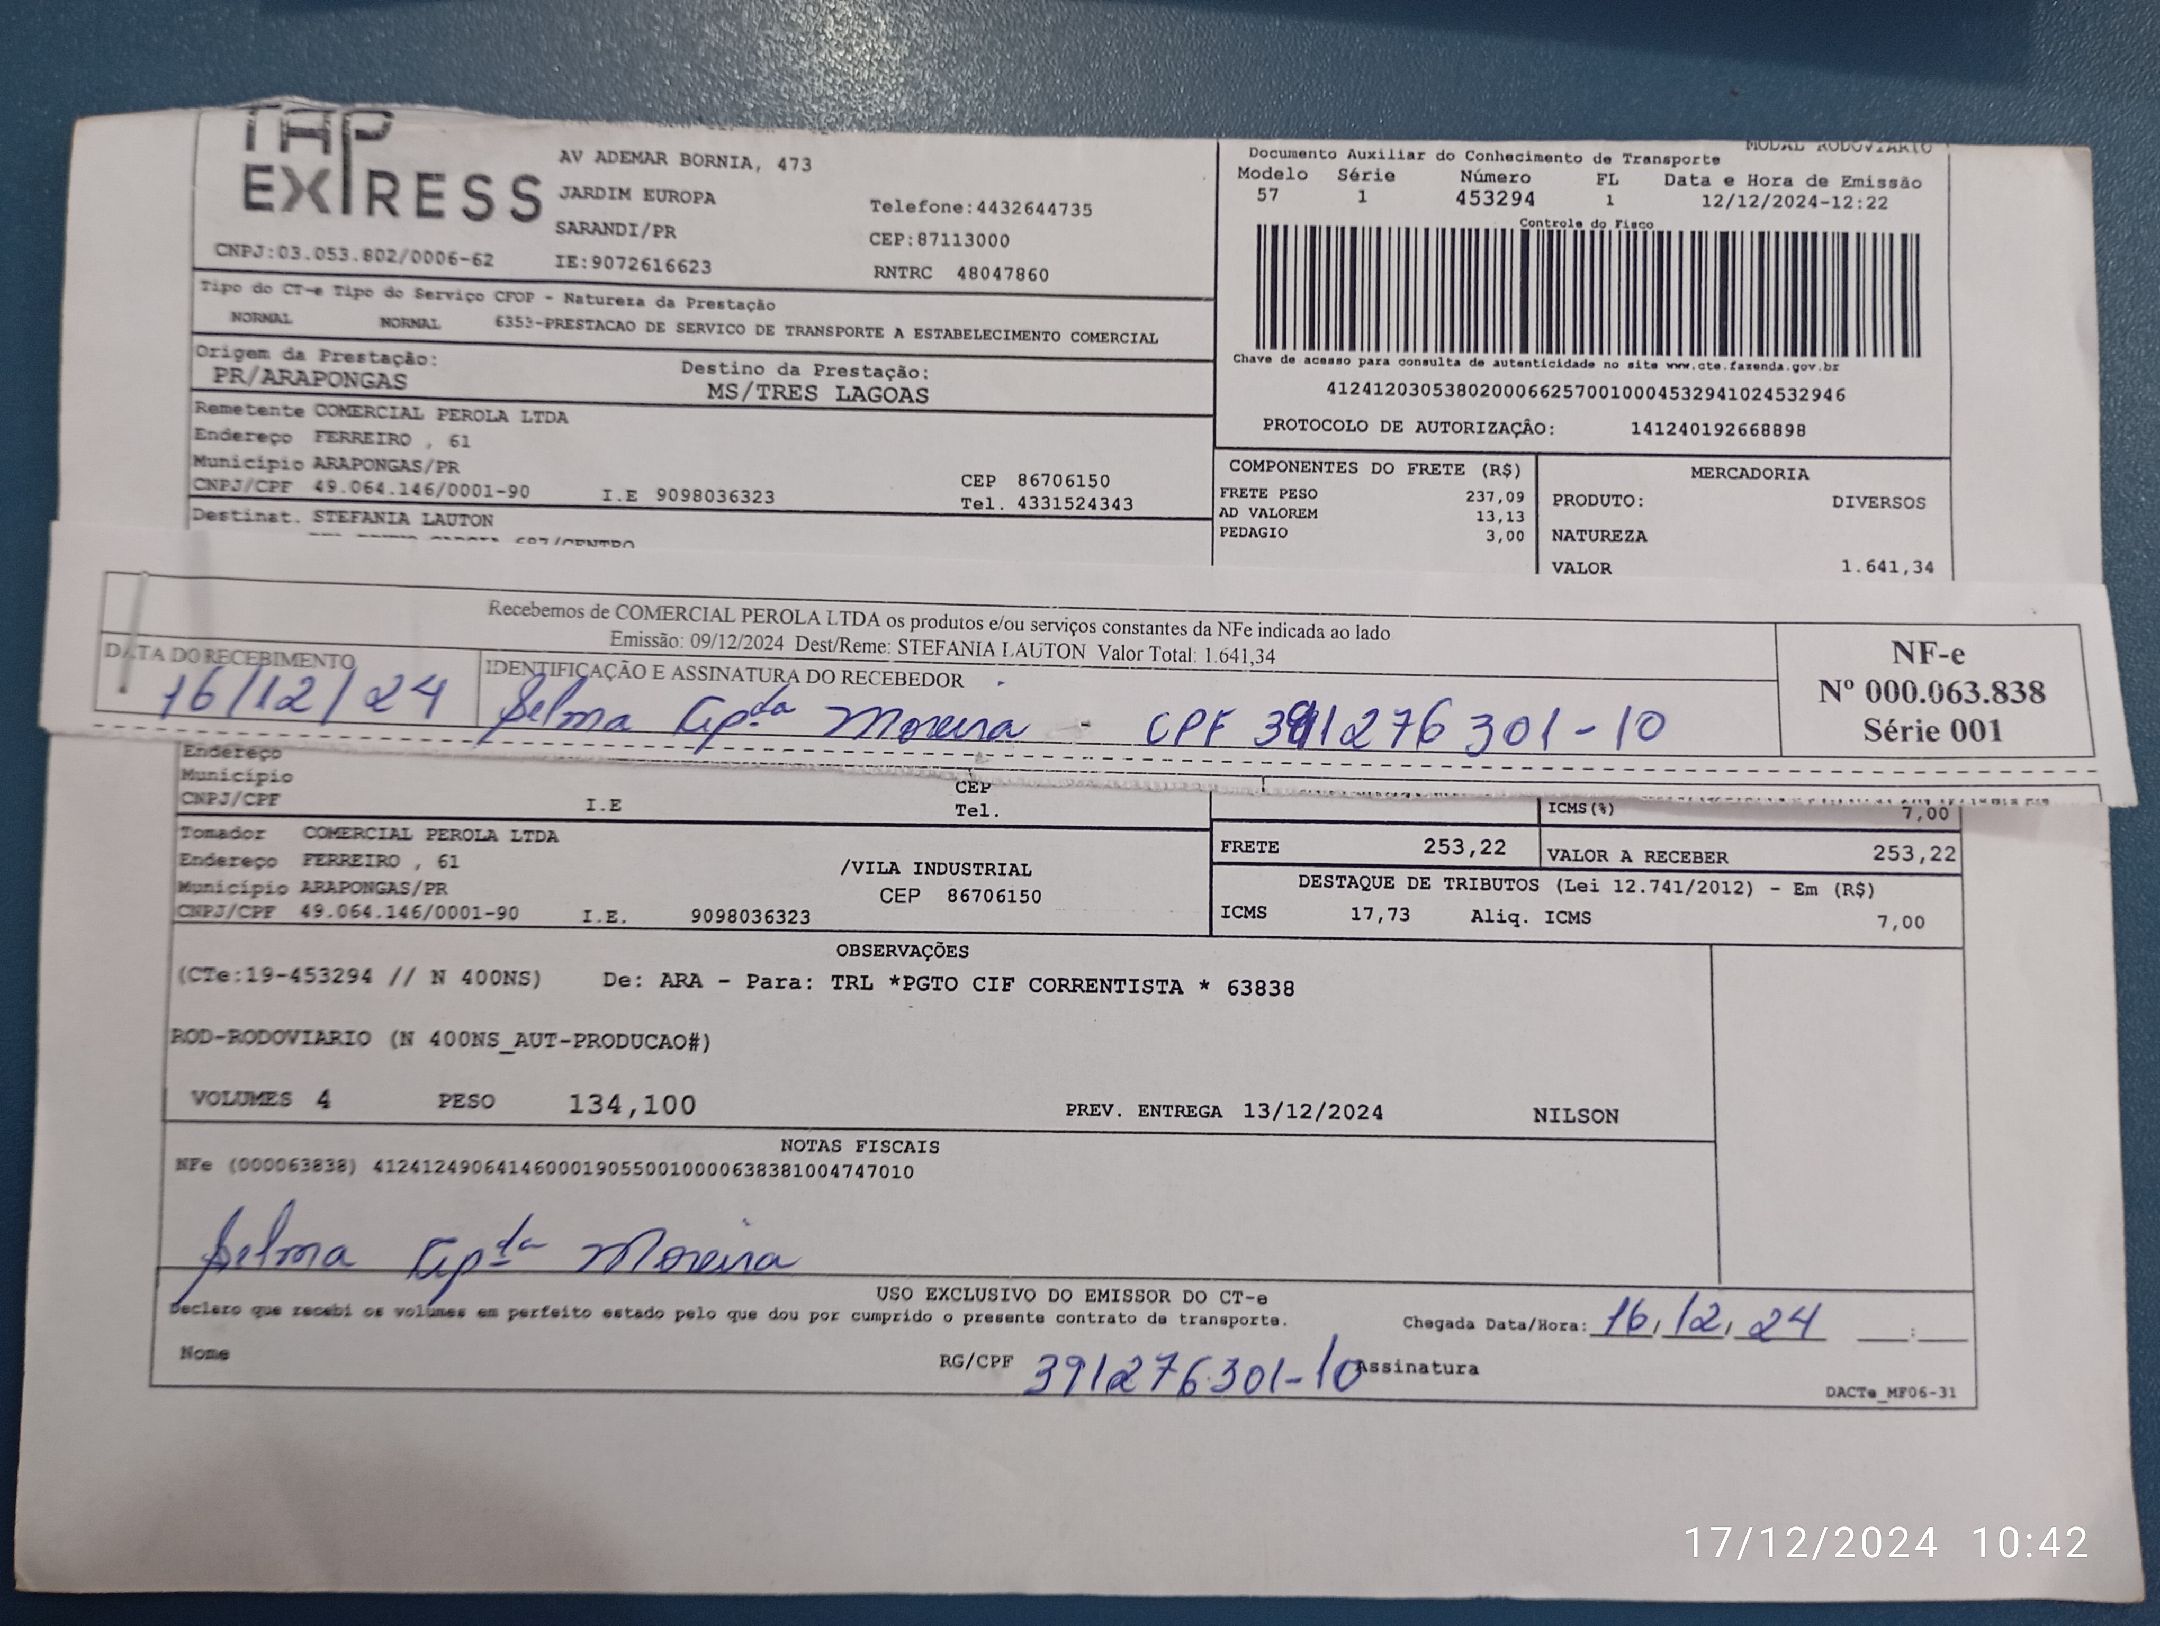 TAP
EXPRESS
AV ADEMAR BORNIA, 473
JARDIM EUROPA
SARANDI/PR
Telefone:4432644735
CEP:87113000
CNPJ:03.053.802/0006-62 IE:9072616623 RNTRC 48047860
Tipo do CT-e Tipo do Serviço CFOP - Natureza da Prestação
NORMAL NORMAL 6353-PRESTACAO DE SERVICO DE TRANSPORTE A ESTABELECIMENTO COMERCIAL
Origem da Prestação: Destino da Prestação:
PR/ARAPONGAS MS/TRES LAGOAS
Remetente COMERCIAL PEROLA LTDA
Endereço FERREIRO , 61
Município ARAPONGAS/PR CEP 86706150
CNPJ/CPF 49.064.146/0001-90 I.E 9098036323 Tel. 4331524343
Destinat. STEFANIA LAUTON
697/CENTRO
MODAL RODOVIARIO
Documento Auxiliar do Conhecimento de Transporte
Modelo Série Número FL Data e Hora de Emissão
57 1 453294 1 12/12/2024-12:22
Controle do Fisco
Chave de acesso para consulta de autenticidade no site www.cte.fazenda.gov.br
41241203053802000662570010004532941024532946
PROTOCOLO DE AUTORIZAÇÂO: 141240192668898
COMPONENTES DO FRETE (R$) MERCADORIA
FRETE PESO 237,09 PRODUTO: DIVERSOS
AD VALOREM 13,13
PEDAGIO 3,00 NATUREZA
VALOR 1.641,34
Recebemos de COMERCIAL PEROLA LTDA os produtos e/ou serviços constantes da NFe indicada ao lado
Emissão: 09/12/2024 Dest/Reme: STEFANIA LAUTON Valor Total: 1.641,34
DATA DO RECEBIMENTO IDENTIFICAÇÃO E ASSINATURA DO RECEBEDOR
16/12/24 Selma Apda Moreira - CPF 391276301-10
NF-e
Nº 000.063.838
Série 001
Endereço
Município CEP
CNPJ/CPF I.E Tel.
ICMS(%) 7,00
Tomador COMERCIAL PEROLA LTDA
Endereço FERREIRO , 61 /VILA INDUSTRIAL
Município ARAPONGAS/PR CEP 86706150
CNPJ/CPF 49.064.146/0001-90 I.E. 9098036323
FRETE 253,22 VALOR A RECEBER 253,22
DESTAQUE DE TRIBUTOS (Lei 12.741/2012) - Em (R$)
ICMS 17,73 Aliq. ICMS 7,00
OBSERVAÇÕES
(CTe:19-453294 // N 400NS) De: ARA - Para: TRL *PGTO CIF CORRENTISTA * 63838
ROD-RODOVIARIO (N 400NS_AUT-PRODUCAO#)
VOLUMES 4 PESO 134,100 PREV. ENTREGA 13/12/2024 NILSON
NOTAS FISCAIS
NFe (000063838) 41241249064146000190550010000638381004747010
Selma Apda Moreira
USO EXCLUSIVO DO EMISSOR DO CT-e
Declaro que recebi os volumes em perfeito estado pelo que dou por cumprido o presente contrato de transporte. Chegada Data/Hora: 16/12/24 __:__
Nome RG/CPF 391276301-10 Assinatura
DACTe_MF06-31
17/12/2024 10:42